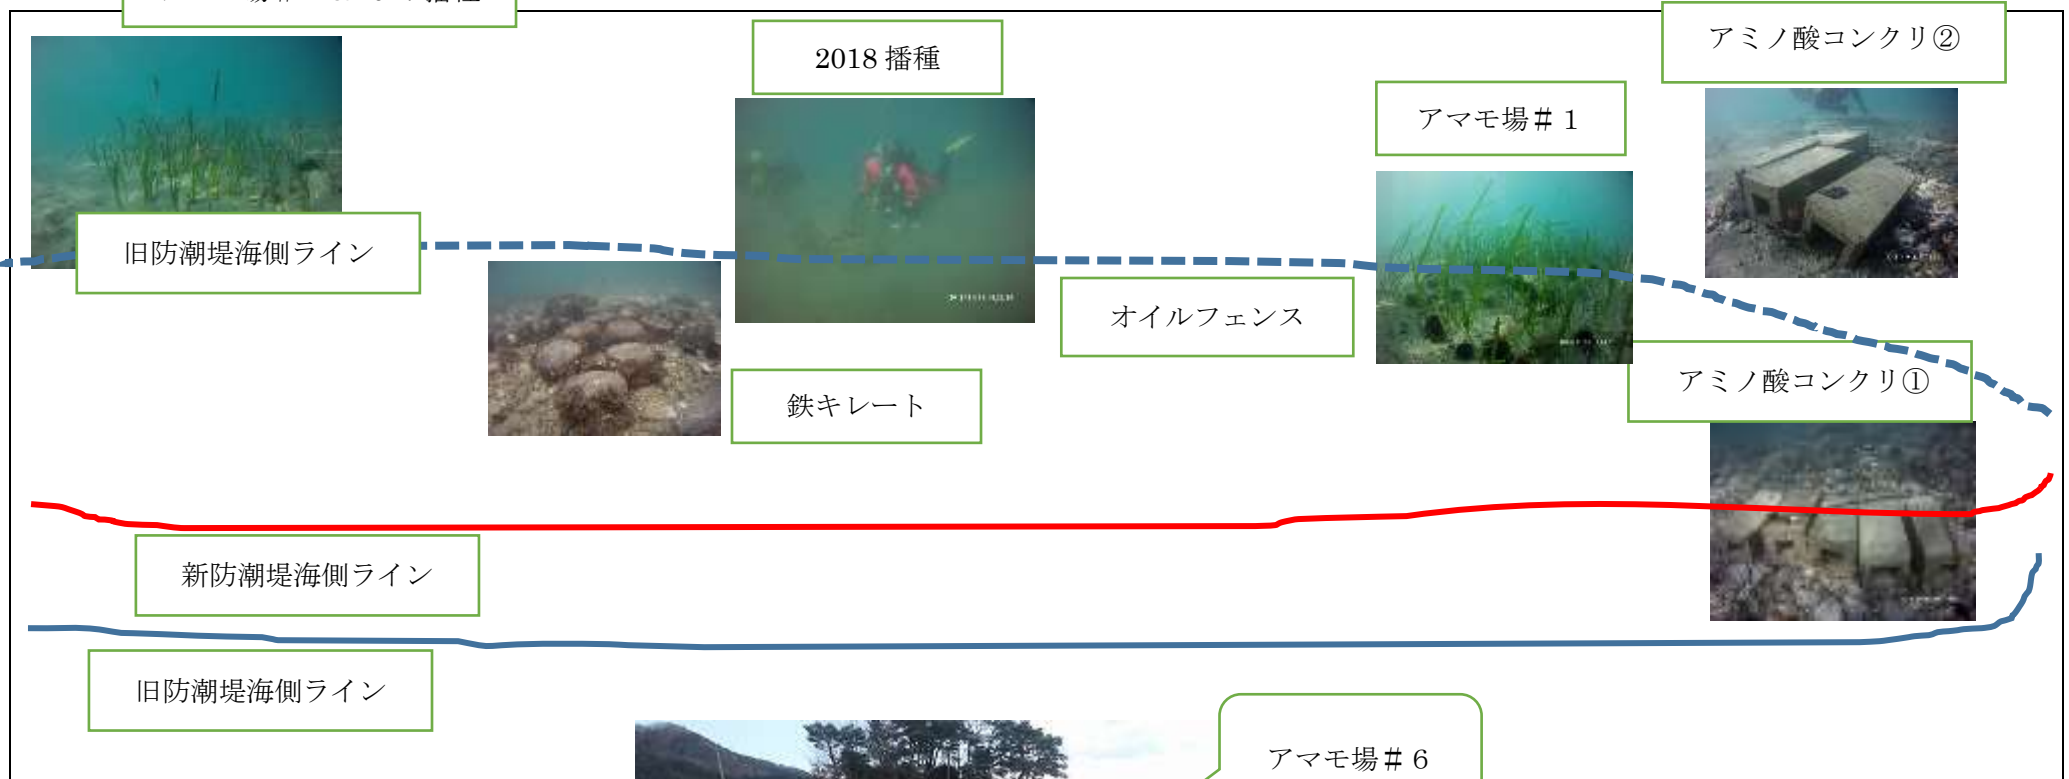 2018 播種
アミノ酸コンクリ②
アマモ場＃１
旧防潮堤海側ライン
オイルフェンス
鉄キレート
アミノ酸コンクリ①
新防潮堤海側ライン
旧防潮堤海側ライン
アマモ場＃６